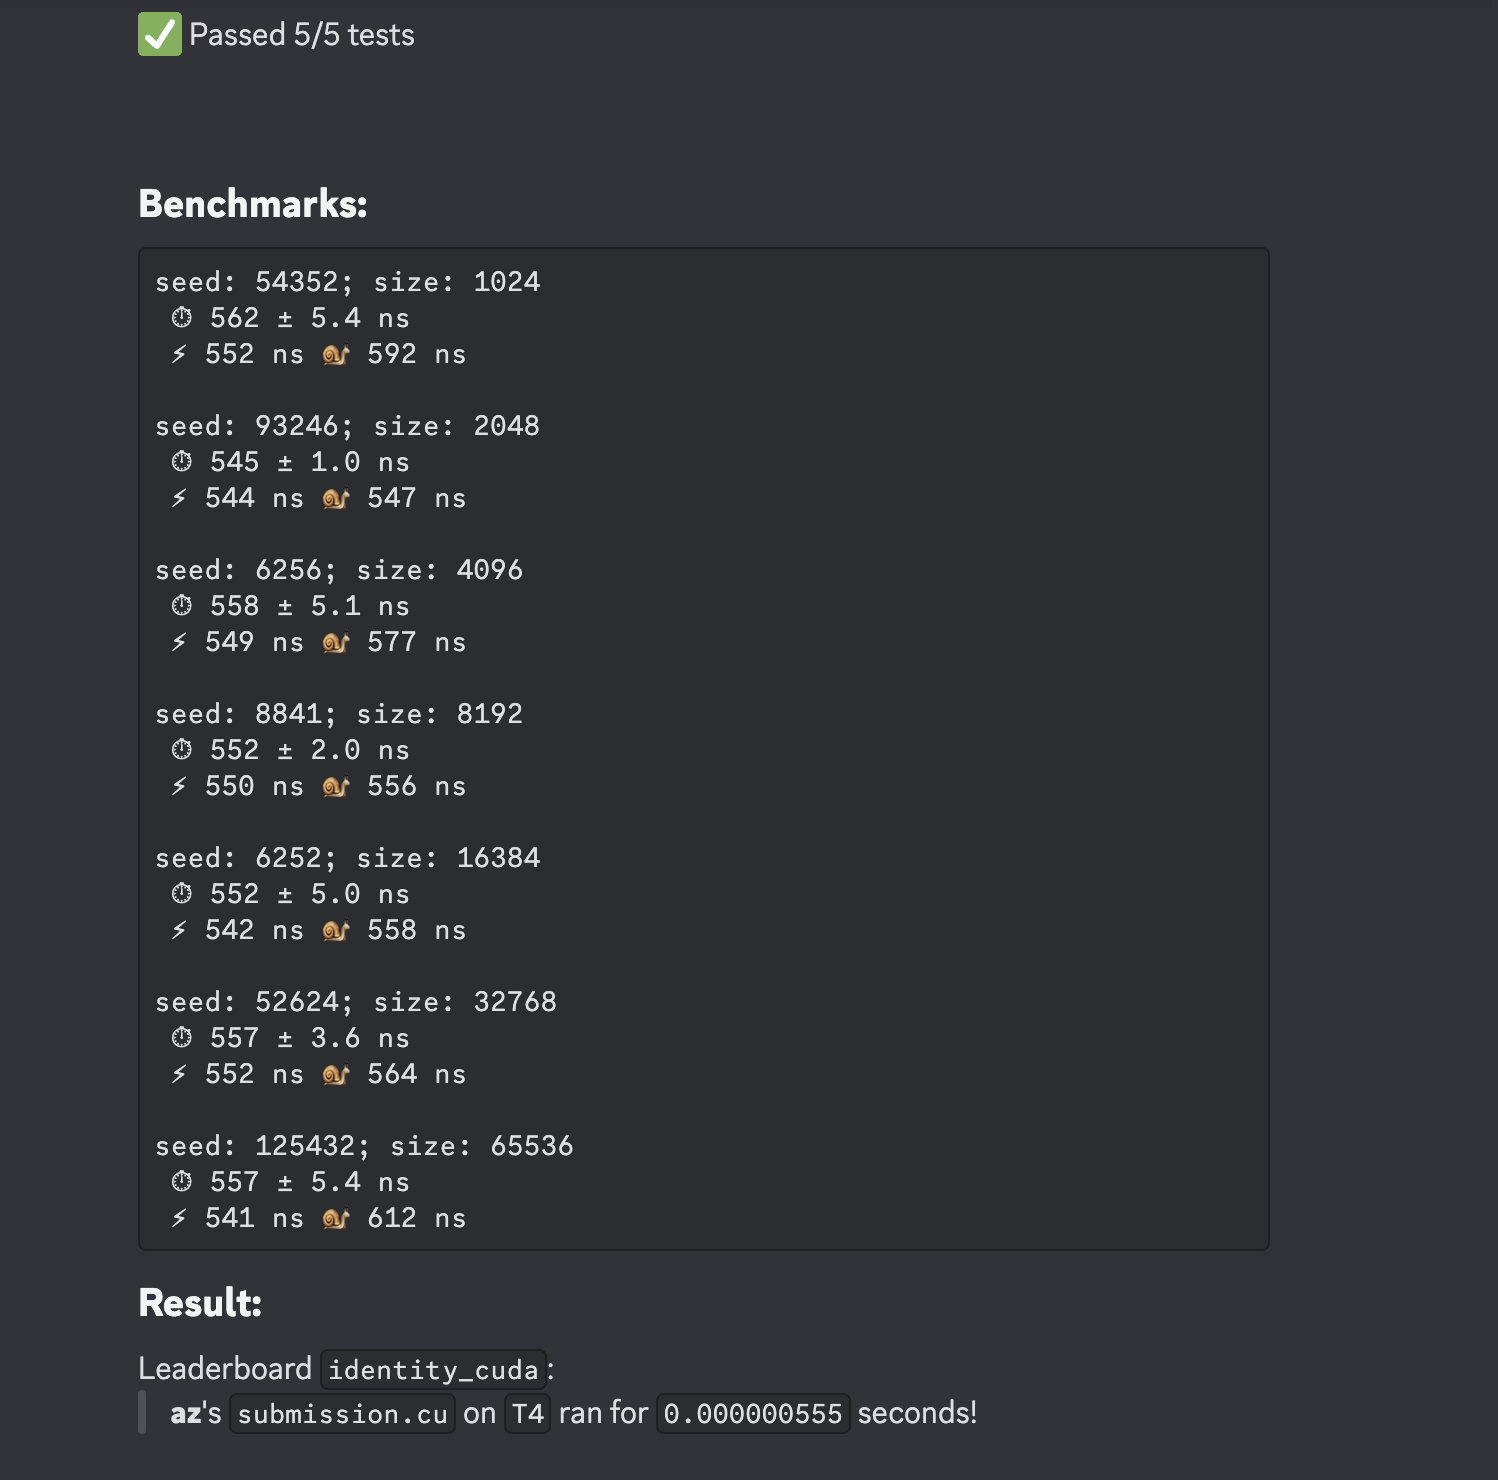 ✅ Passed 5/5 tests
Benchmarks:
seed: 54352; size: 1024
⏱ 562 ± 5.4 ns
⚡ 552 ns 🐌 592 ns
seed: 93246; size: 2048
⏱ 545 ± 1.0 ns
⚡ 544 ns 🐌 547 ns
seed: 6256; size: 4096
⏱ 558 ± 5.1 ns
⚡ 549 ns 🐌 577 ns
seed: 8841; size: 8192
⏱ 552 ± 2.0 ns
⚡ 550 ns 🐌 556 ns
seed: 6252; size: 16384
⏱ 552 ± 5.0 ns
⚡ 542 ns 🐌 558 ns
seed: 52624; size: 32768
⏱ 557 ± 3.6 ns
⚡ 552 ns 🐌 564 ns
seed: 125432; size: 65536
⏱ 557 ± 5.4 ns
⚡ 541 ns 🐌 612 ns
Result:
Leaderboard identity_cuda:
az's submission.cu on T4 ran for 0.000000555 seconds!